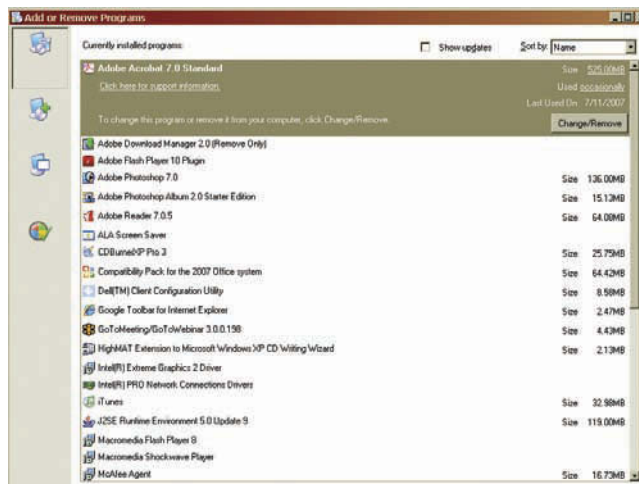 Add or Remove Programs
Currently installed programs: Show updates Sort by: Name
Adobe Acrobat 7.0 Standard Size 525.00MB
Click here for support information. Used occasionally
Last Used On 7/11/2007
To change this program or remove it from your computer, click Change/Remove. Change/Remove
Adobe Download Manager 2.0 (Remove Only)
Adobe Flash Player 10 Plugin
Adobe Photoshop 7.0 Size 136.00MB
Adobe Photoshop Album 2.0 Starter Edition Size 15.13MB
Adobe Reader 7.0.5 Size 64.08MB
ALA Screen Saver
CDBurnerXP Pro 3 Size 25.75MB
Compatibility Pack for the 2007 Office system Size 64.42MB
Dell(TM) Client Configuration Utility Size 8.58MB
Google Toolbar for Internet Explorer Size 2.47MB
GoToMeeting/GoToWebinar 3.0.0.198 Size 4.43MB
HighMAT Extension to Microsoft Windows XP CD Writing Wizard Size 2.13MB
Intel(R) Extreme Graphics 2 Driver
Intel(R) PRO Network Connections Drivers
iTunes Size 32.98MB
J2SE Runtime Environment 5.0 Update 9 Size 119.00MB
Macromedia Flash Player 8
Macromedia Shockwave Player
McAfee Agent Size 16.73MB